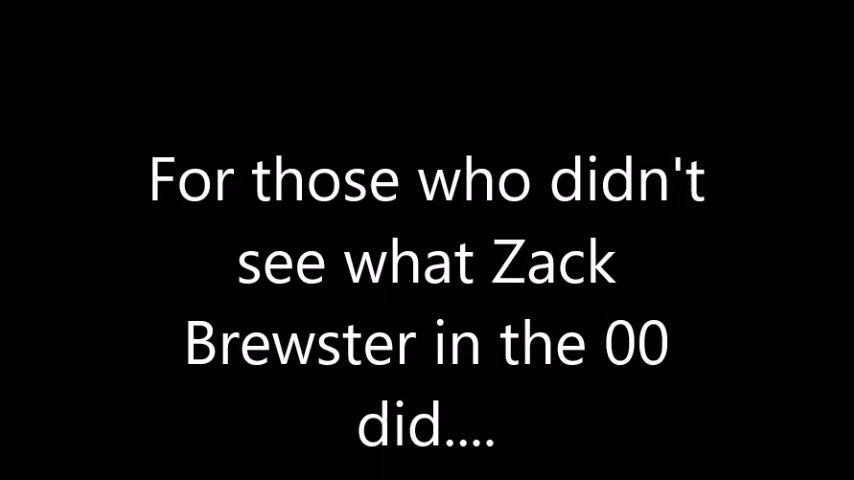 For those who didn't
see what Zack
Brewster in the 00
did....